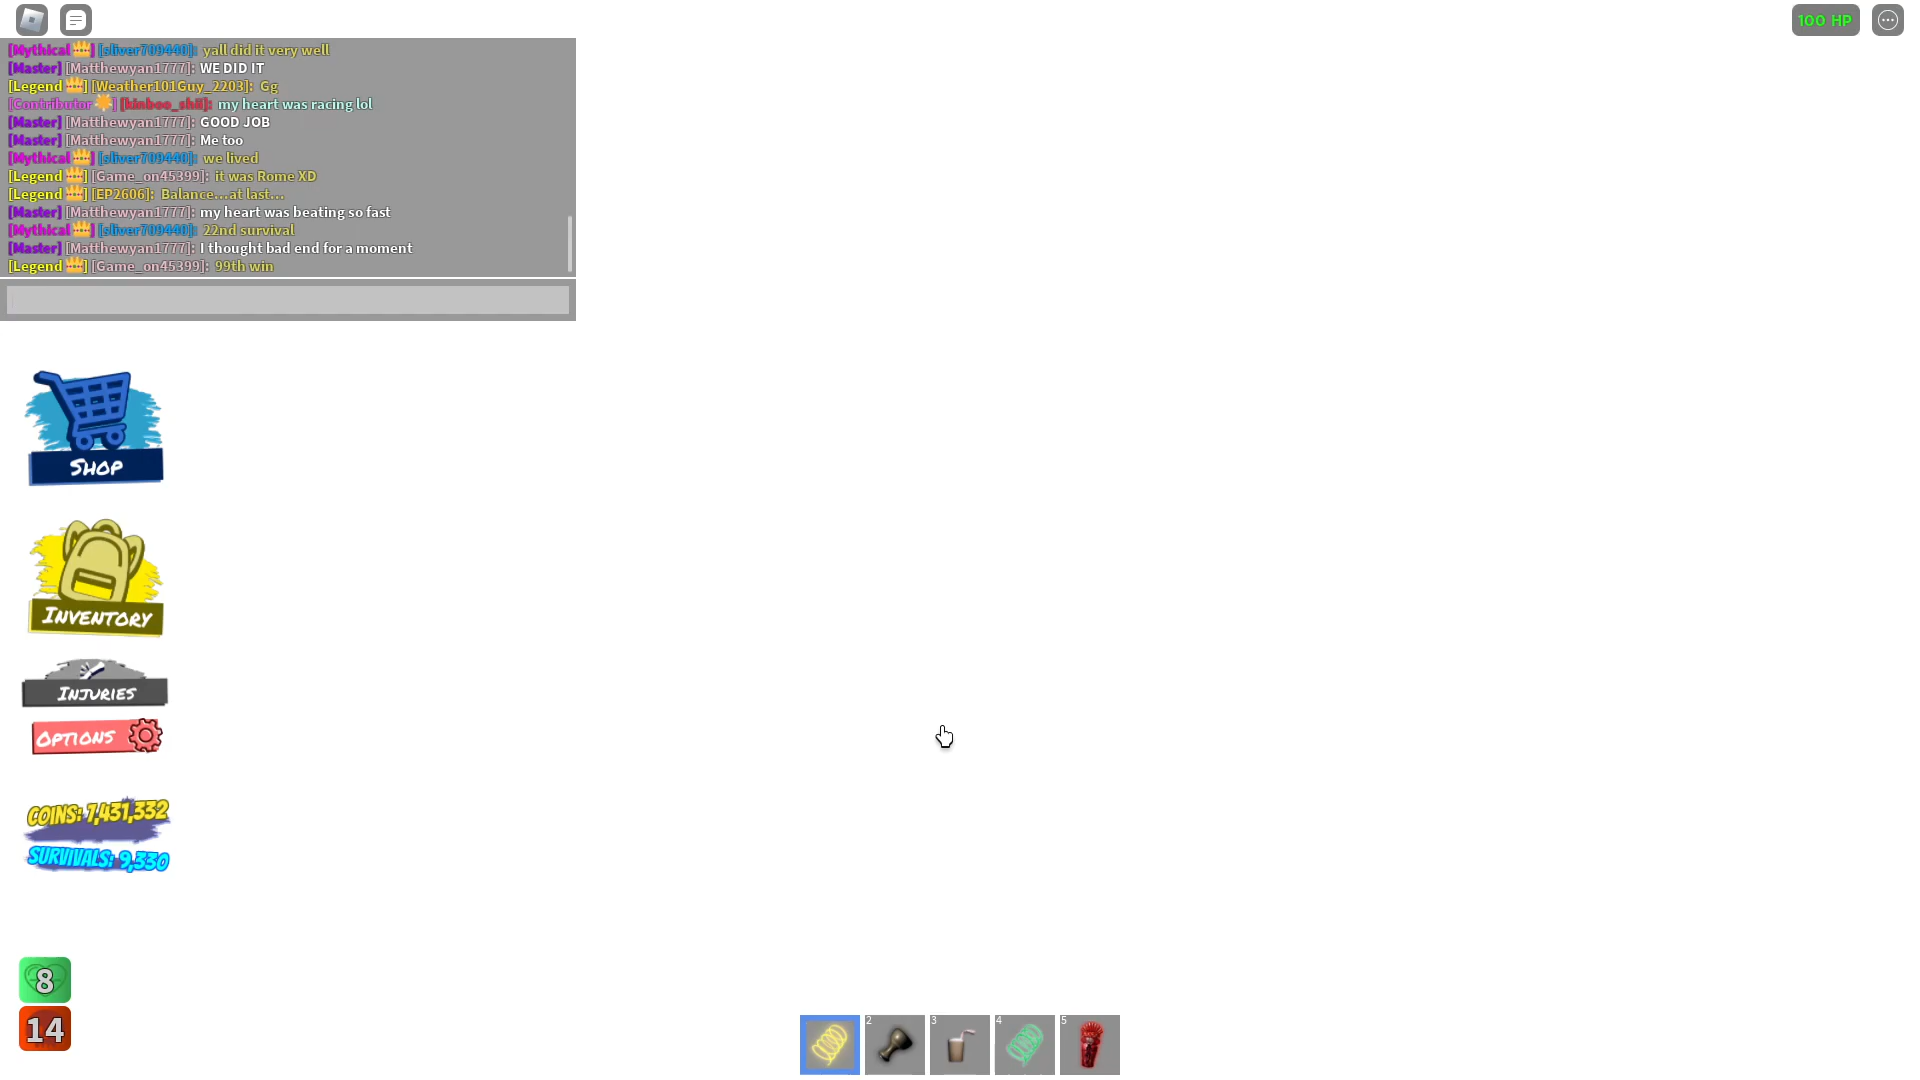 100 HP
[Mythical👑] [sliver709440]: yall did it very well
[Master] [Matthewyan1777]: WE DID IT
[Legend👑] [Weather101Guy_2203]: Gg
[Contributor☀️] [kinboo_shii]: my heart was racing lol
[Master] [Matthewyan1777]: GOOD JOB
[Master] [Matthewyan1777]: Me too
[Mythical👑] [sliver709440]: we lived
[Legend👑] [Game_on45399]: it was Rome XD
[Legend👑] [EP2606]: Balance...at last...
[Master] [Matthewyan1777]: my heart was beating so fast
[Mythical👑] [sliver709440]: 22nd survival
[Master] [Matthewyan1777]: I thought bad end for a moment
[Legend👑] [Game_on45399]: 99th win
SHOP
INVENTORY
INJURIES
OPTIONS
COINS: 7,431,332
SURVIVALS: 9,330
8
14
2
3
4
5